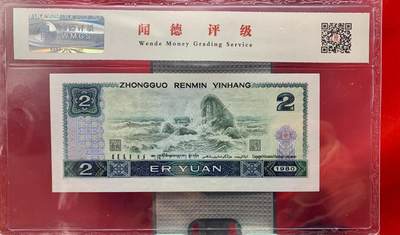 闻德评级
Wende Money Grading Service
WMGS
ZHONGGUO RENMIN YINHANG
2
2
2
ER YUAN
1980